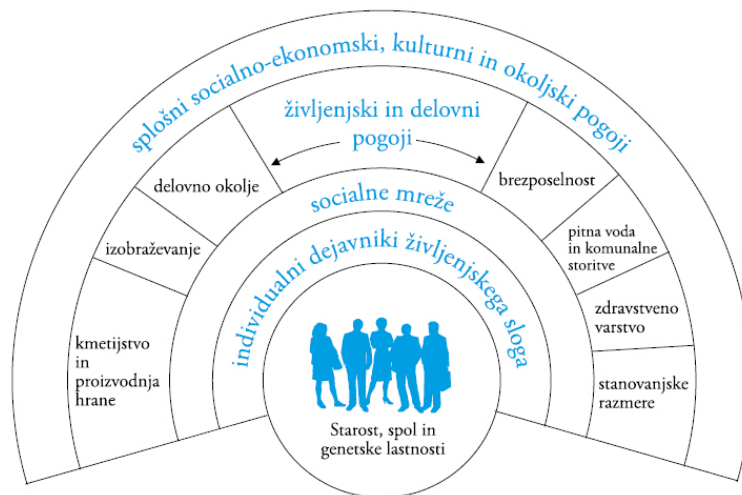 splošni socialno-ekonomski, kulturni in okoljski pogoji
življenjski in delovni
pogoji
delovno okolje
brezposelnost
socialne mreže
izobraževanje
pitna voda
in komunalne
storitve
individualni dejavniki življenjskega sloga
zdravstveno
varstvo
kmetijstvo
in
proizvodnja
hrane
stanovanjske
razmere
Starost, spol in
genetske lastnosti